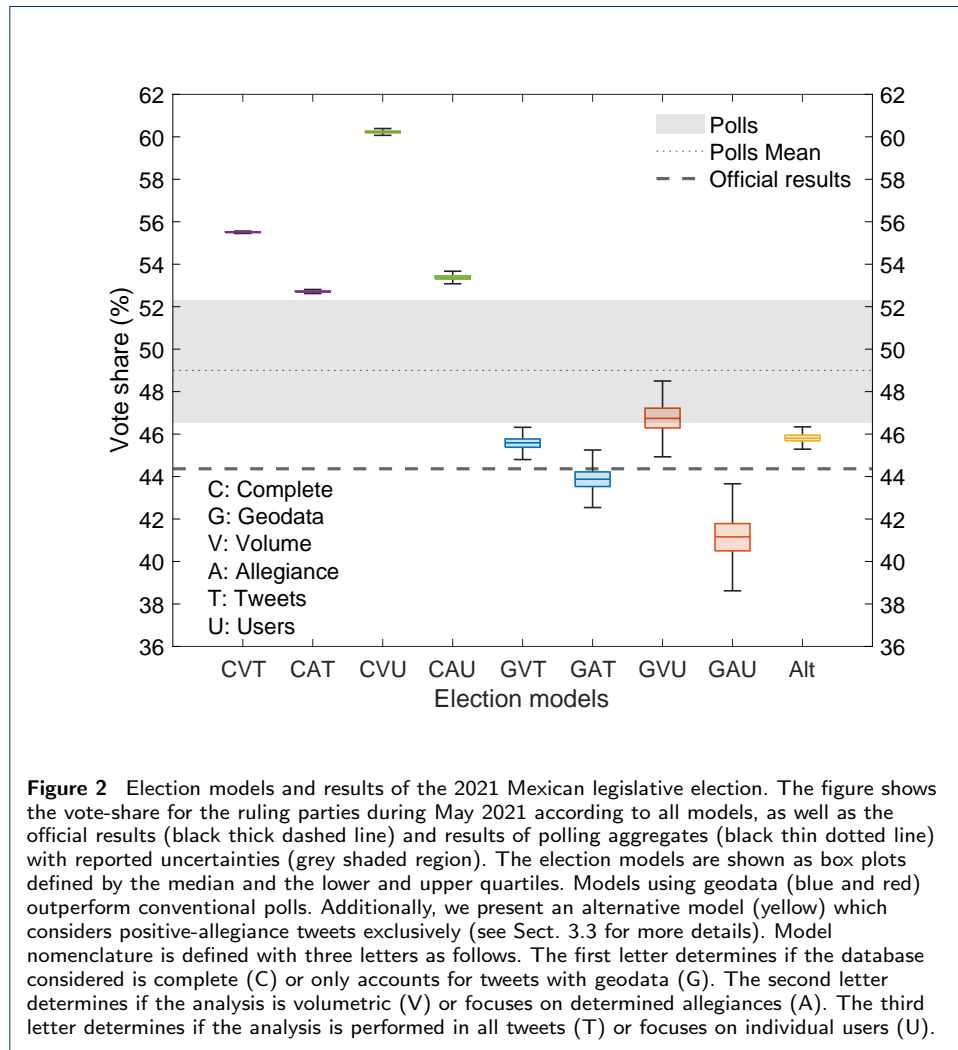 62
60
58
56
54
52
50
48
46
44
42
40
38
36
Vote share (%)
62
60
58
56
54
52
50
48
46
44
42
40
38
36
Polls
Polls Mean
Official results
C: Complete
G: Geodata
V: Volume
A: Allegiance
T: Tweets
U: Users
CVT CAT CVU CAU GVT GAT GVU GAU Alt
Election models
Figure 2 Election models and results of the 2021 Mexican legislative election. The figure shows
the vote-share for the ruling parties during May 2021 according to all models, as well as the
official results (black thick dashed line) and results of polling aggregates (black thin dotted line)
with reported uncertainties (grey shaded region). The election models are shown as box plots
defined by the median and the lower and upper quartiles. Models using geodata (blue and red)
outperform conventional polls. Additionally, we present an alternative model (yellow) which
considers positive-allegiance tweets exclusively (see Sect. 3.3 for more details). Model
nomenclature is defined with three letters as follows. The first letter determines if the database
considered is complete (C) or only accounts for tweets with geodata (G). The second letter
determines if the analysis is volumetric (V) or focuses on determined allegiances (A). The third
letter determines if the analysis is performed in all tweets (T) or focuses on individual users (U).